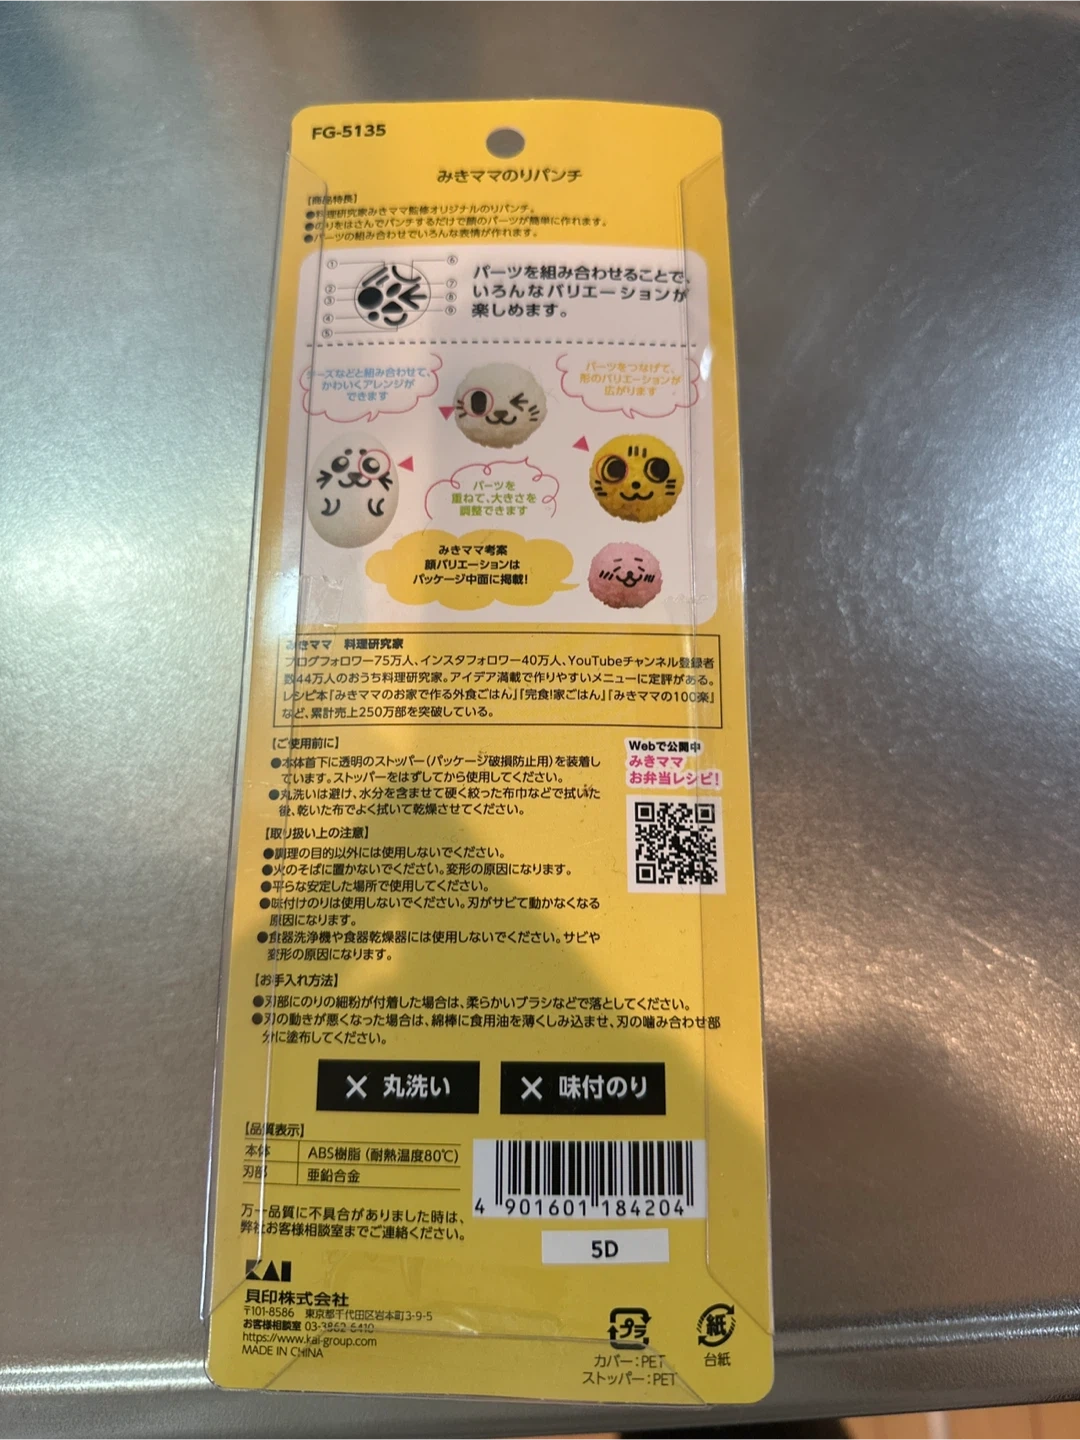 FG-5135
みきママのりパンチ
【商品特長】
●料理研究家みきママ監修オリジナルのりパンチ。
●のりをはさんでパンチするだけで顔のパーツが簡単に作れます。
●パーツの組み合わせでいろんな表情が作れます。
① ② ③ ④ ⑤ ⑥ ⑦ ⑧ ⑨
パーツを組み合わせることで、
いろんなバリエーションが
楽しめます。
チーズなどと組み合わせて、
かわいくアレンジが
できます
パーツをつなげて、
形のバリエーションが
広がります
パーツを
重ねて、大きさを
調整できます
みきママ考案
顔バリエーションは
パッケージ中面に掲載!
みきママ 料理研究家
ブログフォロワー75万人、インスタフォロワー40万人、YouTubeチャンネル登録者
数44万人のおうち料理研究家。アイデア満載で作りやすいメニューに定評がある。
レシピ本「みきママのお家で作る外食ごはん」「完食!家ごはん」「みきママの100楽」
など、累計売上250万部を突破している。
【ご使用前に】
●本体首下に透明のストッパー(パッケージ破損防止用)を装着し
ています。ストッパーをはずしてから使用してください。
●丸洗いは避け、水分を含ませて硬く絞った布巾などで拭いた
後、乾いた布でよく拭いて乾燥させてください。
Webで公開中
みきママ
お弁当レシピ!
【取り扱い上の注意】
●調理の目的以外には使用しないでください。
●火のそばに置かないでください。変形の原因になります。
●平らな安定した場所で使用してください。
●味付けのりは使用しないでください。刃がサビて動かなくなる
原因になります。
●食器洗浄機や食器乾燥器には使用しないでください。サビや
変形の原因になります。
【お手入れ方法】
●刃部にのりの細粉が付着した場合は、柔らかいブラシなどで落としてください。
●刃の動きが悪くなった場合は、綿棒に食用油を薄くしみ込ませ、刃の噛み合わせ部
分に塗布してください。
× 丸洗い
× 味付のり
【品質表示】
本体 ABS樹脂 (耐熱温度80℃)
刃部 亜鉛合金
4 901601 184204
5D
万一品質に不具合がありました時は、
弊社お客様相談室までご連絡ください。
KAI
貝印株式会社
〒101-8586 東京都千代田区岩本町3-9-5
お客様相談室 03-3862-6410
https://www.kai-group.com
MADE IN CHINA
プラ
カバー:PET
ストッパー:PET
紙
台紙